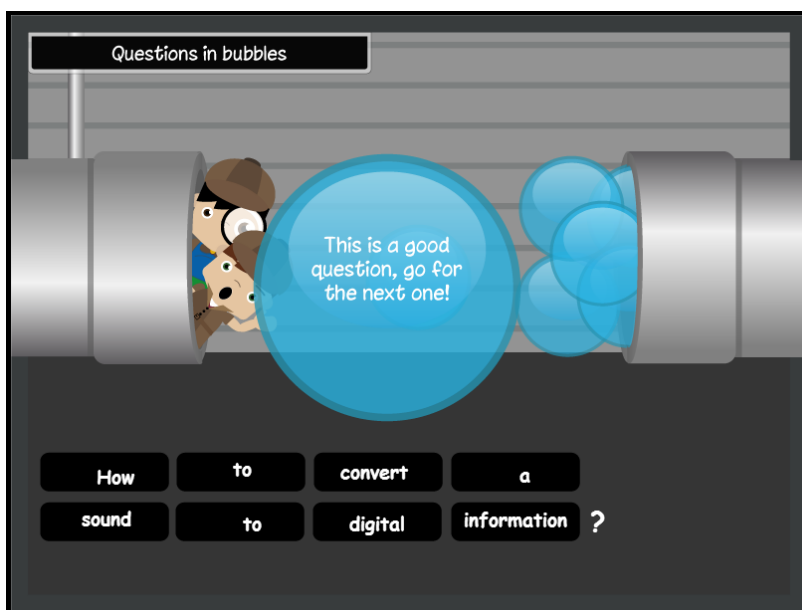 Questions in bubbles
This is a good
question, go for
the next one!
How to convert a
sound to digital information ?